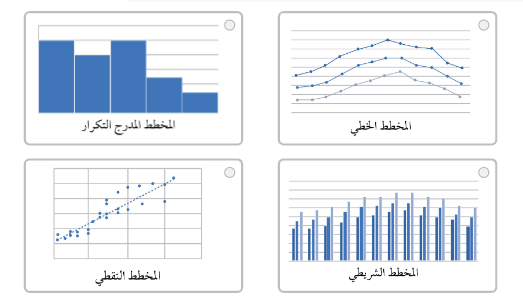 المخطط الخطي
المخطط المدرج التكرار
المخطط الشريطي
المخطط النقطي